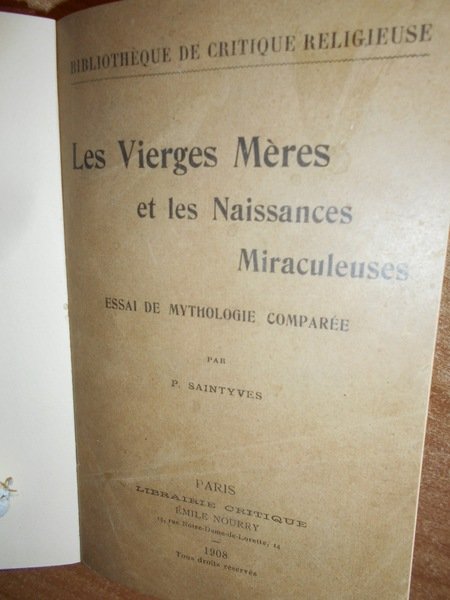 BIBLIOTHÈQUE DE CRITIQUE RELIGIEUSE
Les Vierges Mères
et les Naissances
Miraculeuses
ESSAI DE MYTHOLOGIE COMPARÉE
PAR
P. SAINTYVES
PARIS
LIBRAIRIE CRITIQUE
ÉMILE NOURRY
rue Notre-Dame-de-Lorette, 14
1908
Tous droits réservés